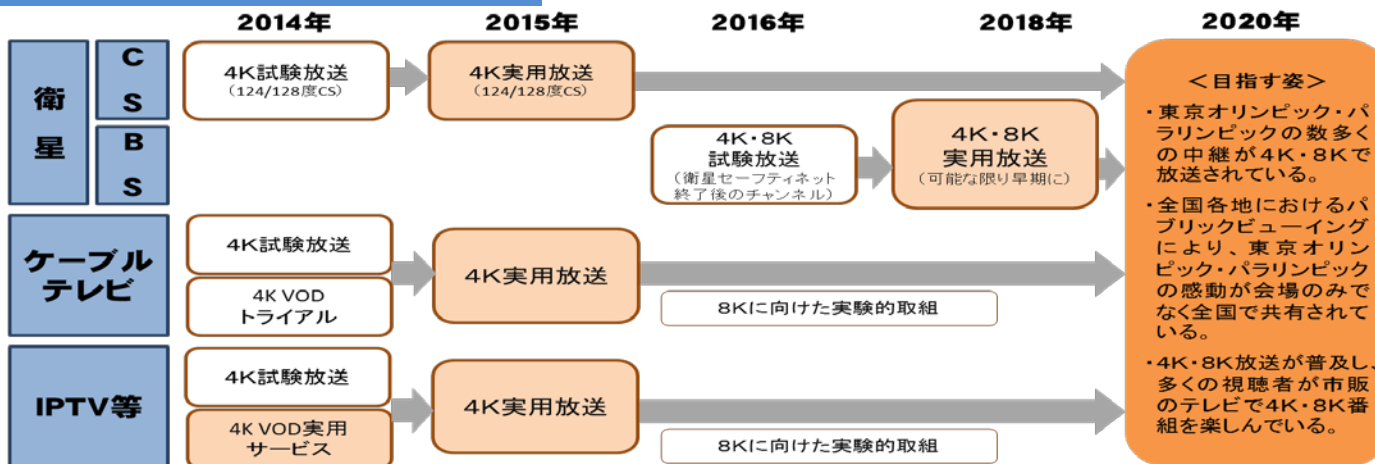 2014年
2015年
2016年
2018年
2020年
衛星
CS
BS
4K試験放送
(124/128度CS)
4K実用放送
(124/128度CS)
4K・8K
試験放送
(衛星セーフティネット
終了後のチャンネル)
4K・8K
実用放送
(可能な限り早期に)
ケーブル
テレビ
4K試験放送
4K VOD
トライアル
4K実用放送
8Kに向けた実験的取組
IPTV等
4K試験放送
4K VOD実用
サービス
4K実用放送
8Kに向けた実験的取組
<目指す姿>
・東京オリンピック・パ
ラリンピックの数多く
の中継が4K・8Kで
放送されている。
・全国各地におけるパ
ブリックビューイング
により、東京オリン
ピック・パラリンピック
の感動が会場のみで
なく全国で共有されて
いる。
・4K・8K放送が普及し、
多くの視聴者が市販
のテレビで4K・8K番
組を楽しんでいる。